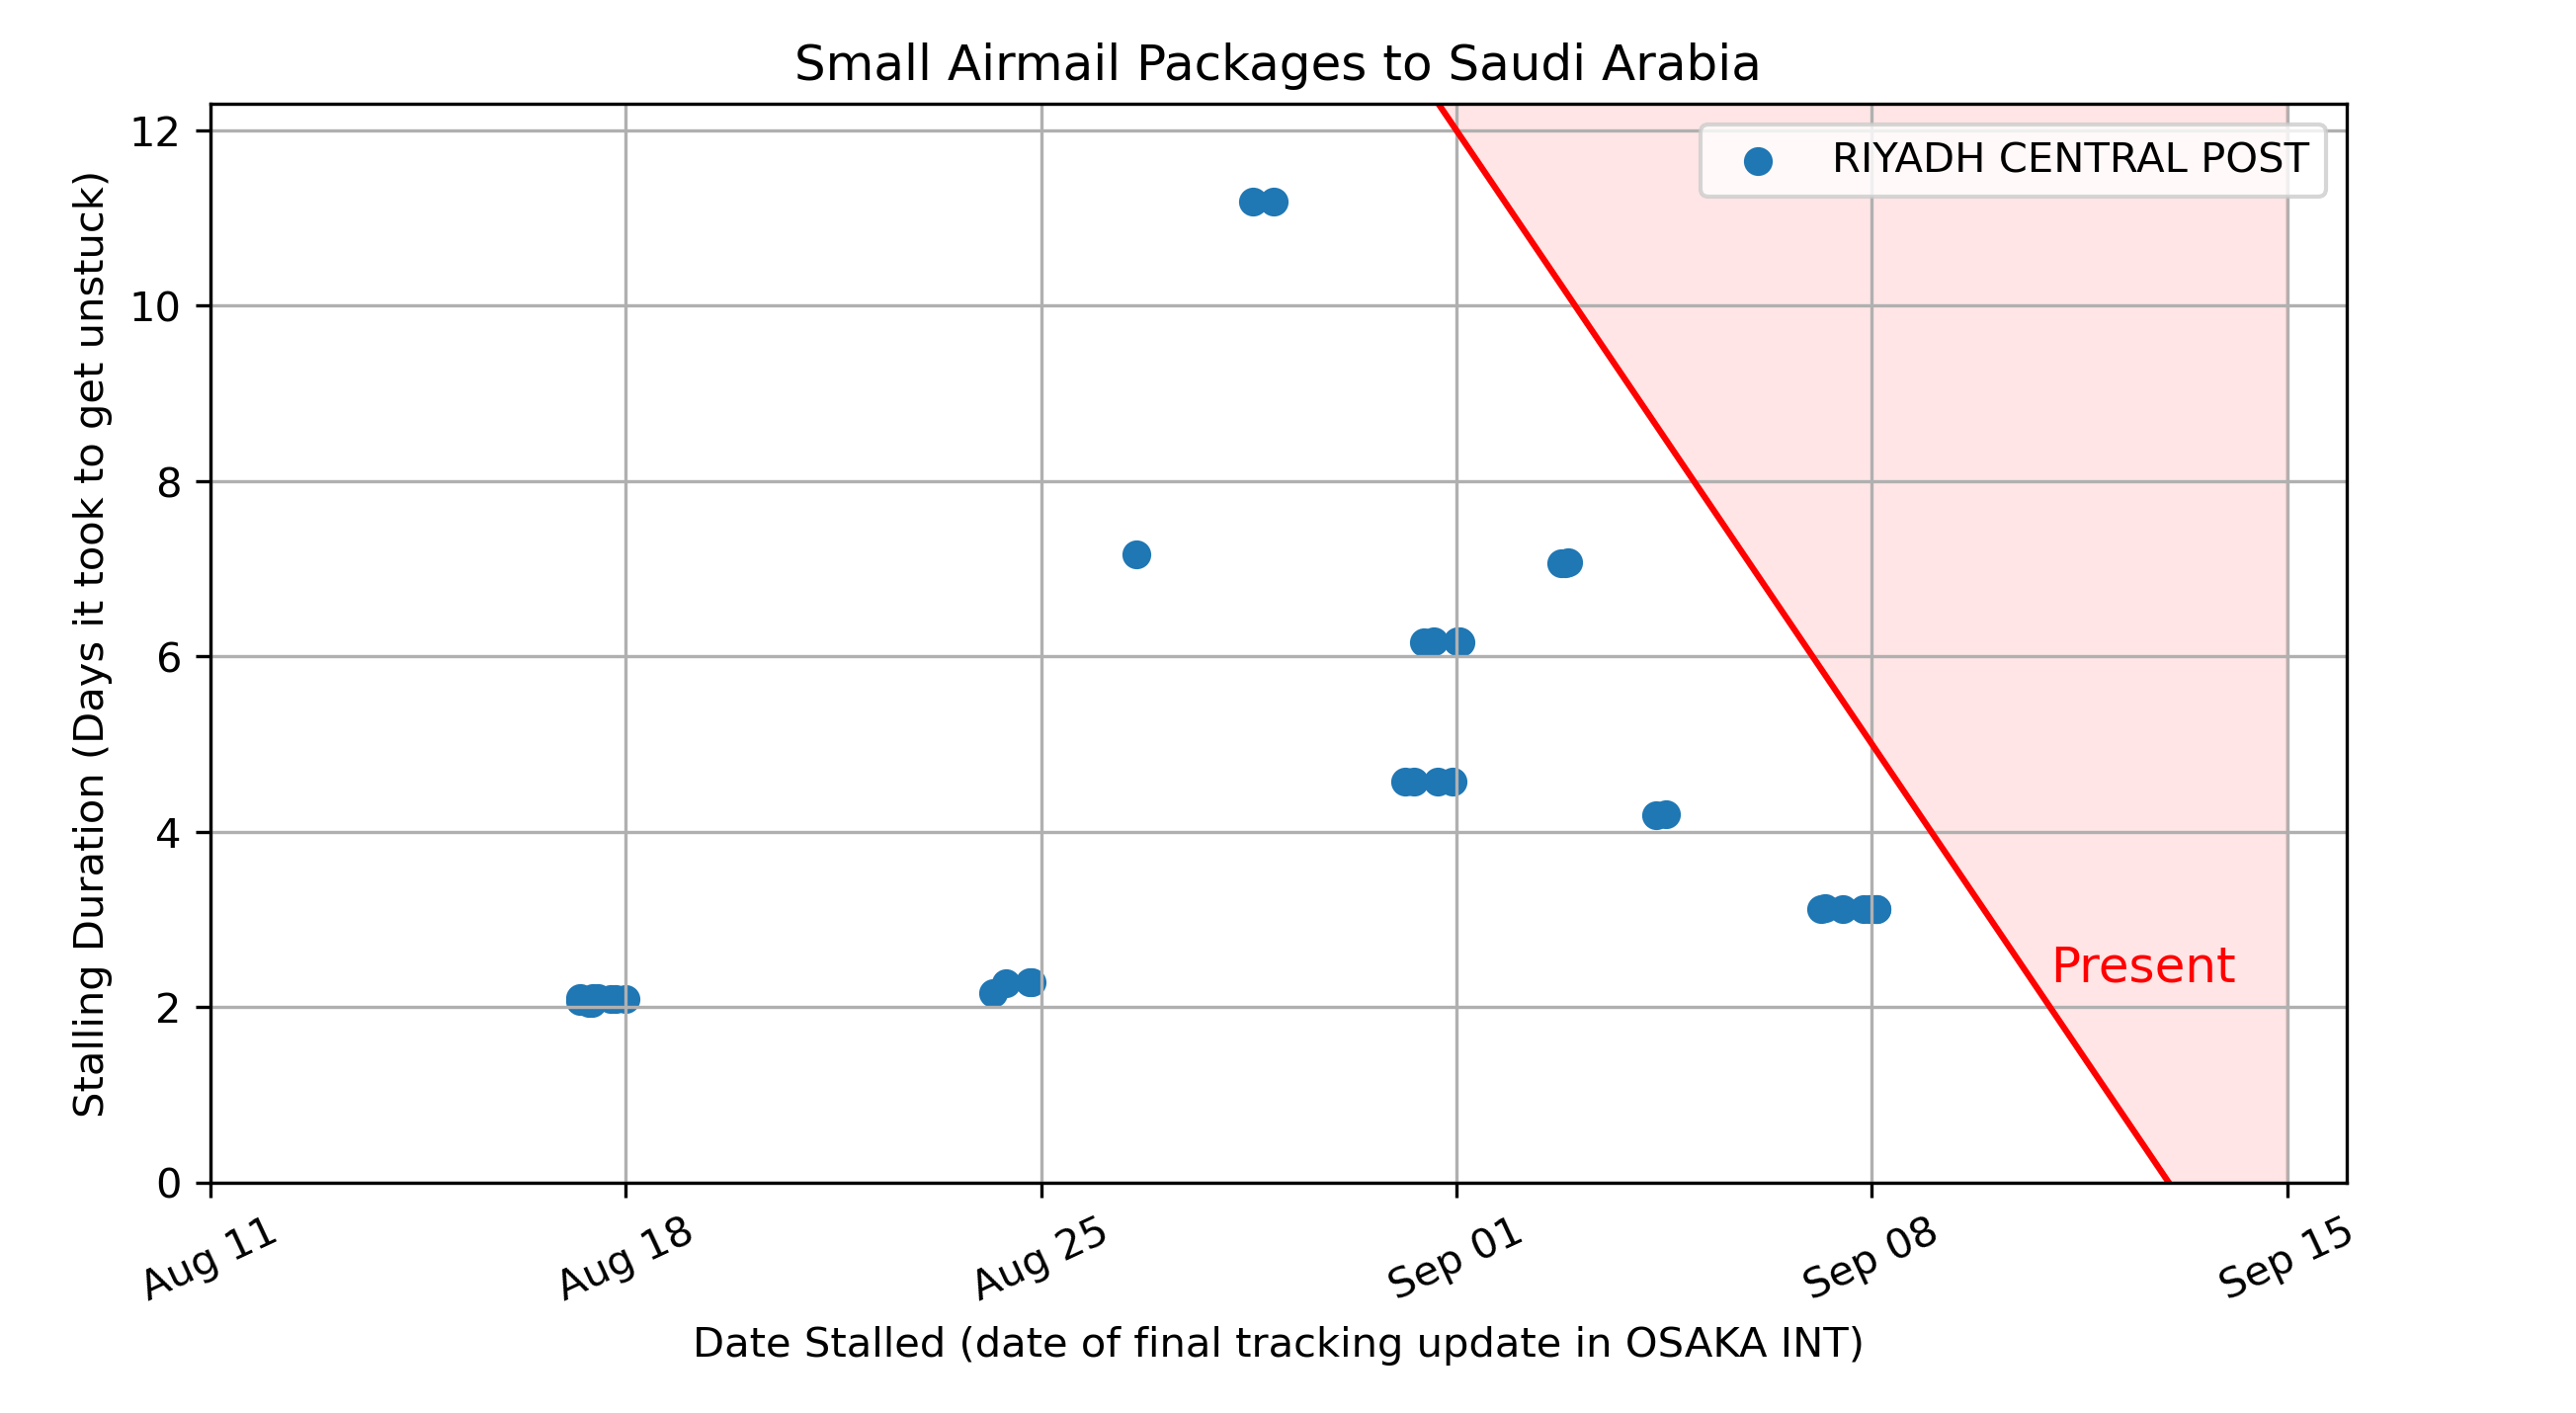 Small Airmail Packages to Saudi Arabia
RIYADH CENTRAL POST
Stalling Duration (Days it took to get unstuck)
12
10
8
6
4
2
0
Present
Aug 11
Aug 18
Aug 25
Sep 01
Sep 08
Sep 15
Date Stalled (date of final tracking update in OSAKA INT)